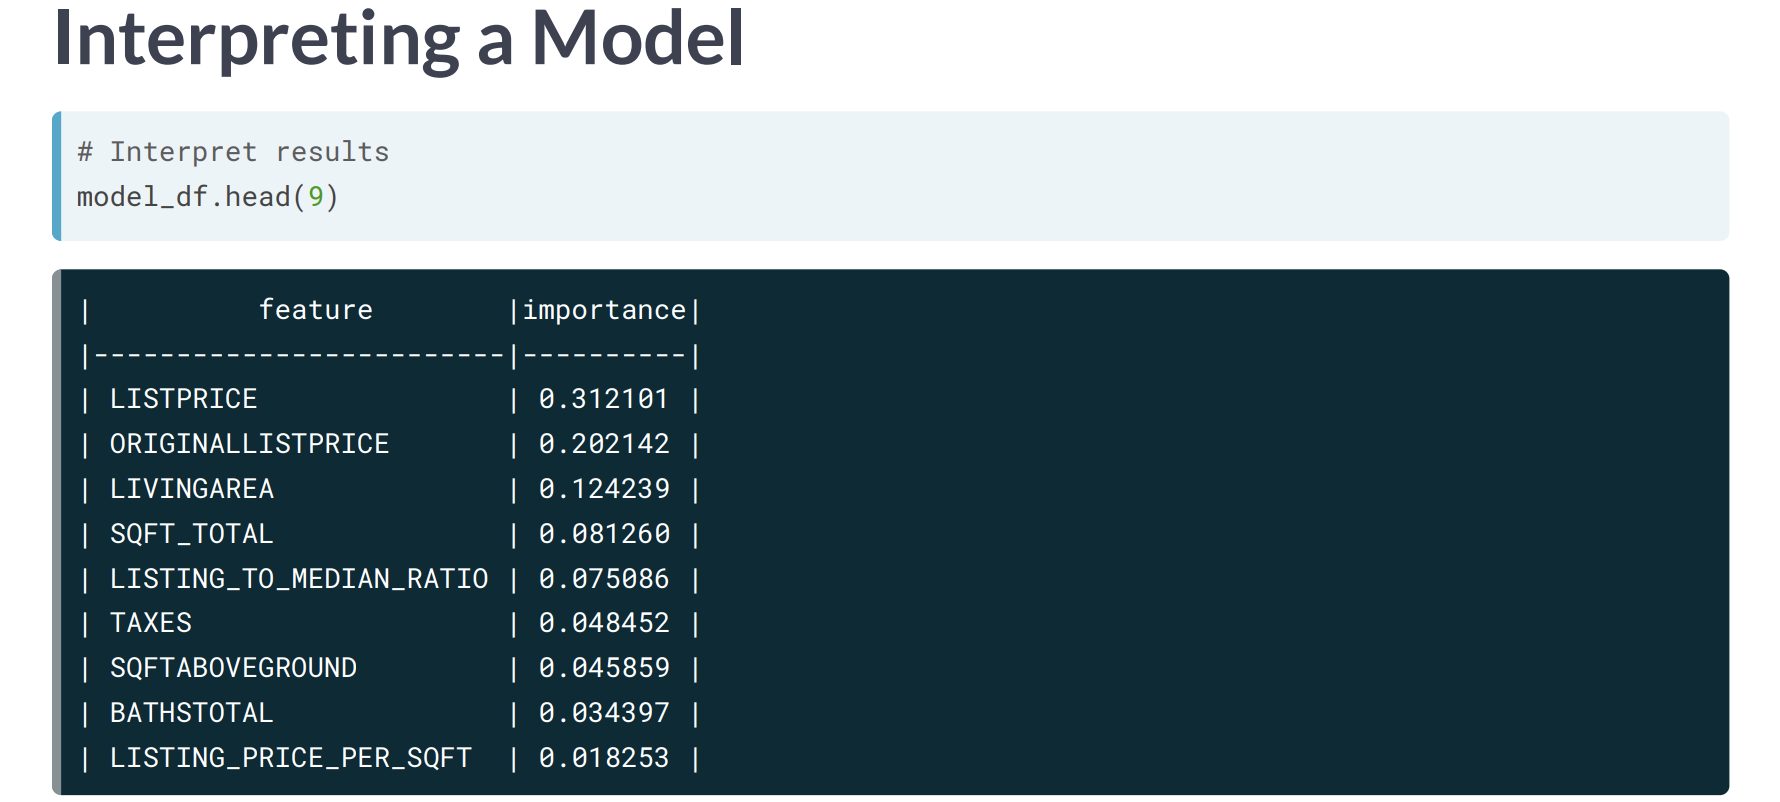 Interpreting a Model
# Interpret results
model_df.head(9)
|          feature        |importance|
|-------------------------|----------|
| LISTPRICE               | 0.312101 |
| ORIGINALLISTPRICE       | 0.202142 |
| LIVINGAREA              | 0.124239 |
| SQFT_TOTAL              | 0.081260 |
| LISTING_TO_MEDIAN_RATIO | 0.075086 |
| TAXES                   | 0.048452 |
| SQFTABOVEGROUND         | 0.045859 |
| BATHSTOTAL              | 0.034397 |
| LISTING_PRICE_PER_SQFT  | 0.018253 |